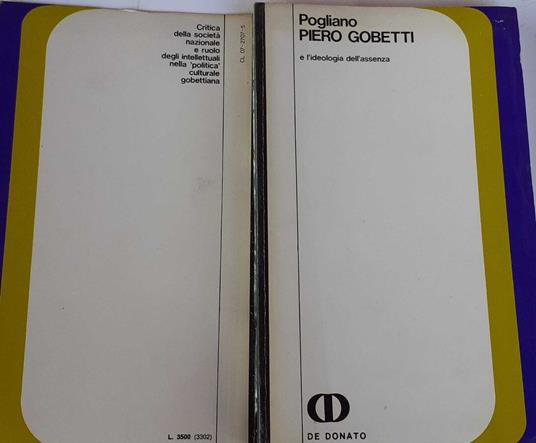 Critica
della società
nazionale
e ruolo
degli intellettuali
nella 'politica'
culturale
gobettiana
CL 07-2707-5
L. 3500 (3302)
Pogliano
PIERO GOBETTI
e l'ideologia dell'assenza
DE DONATO